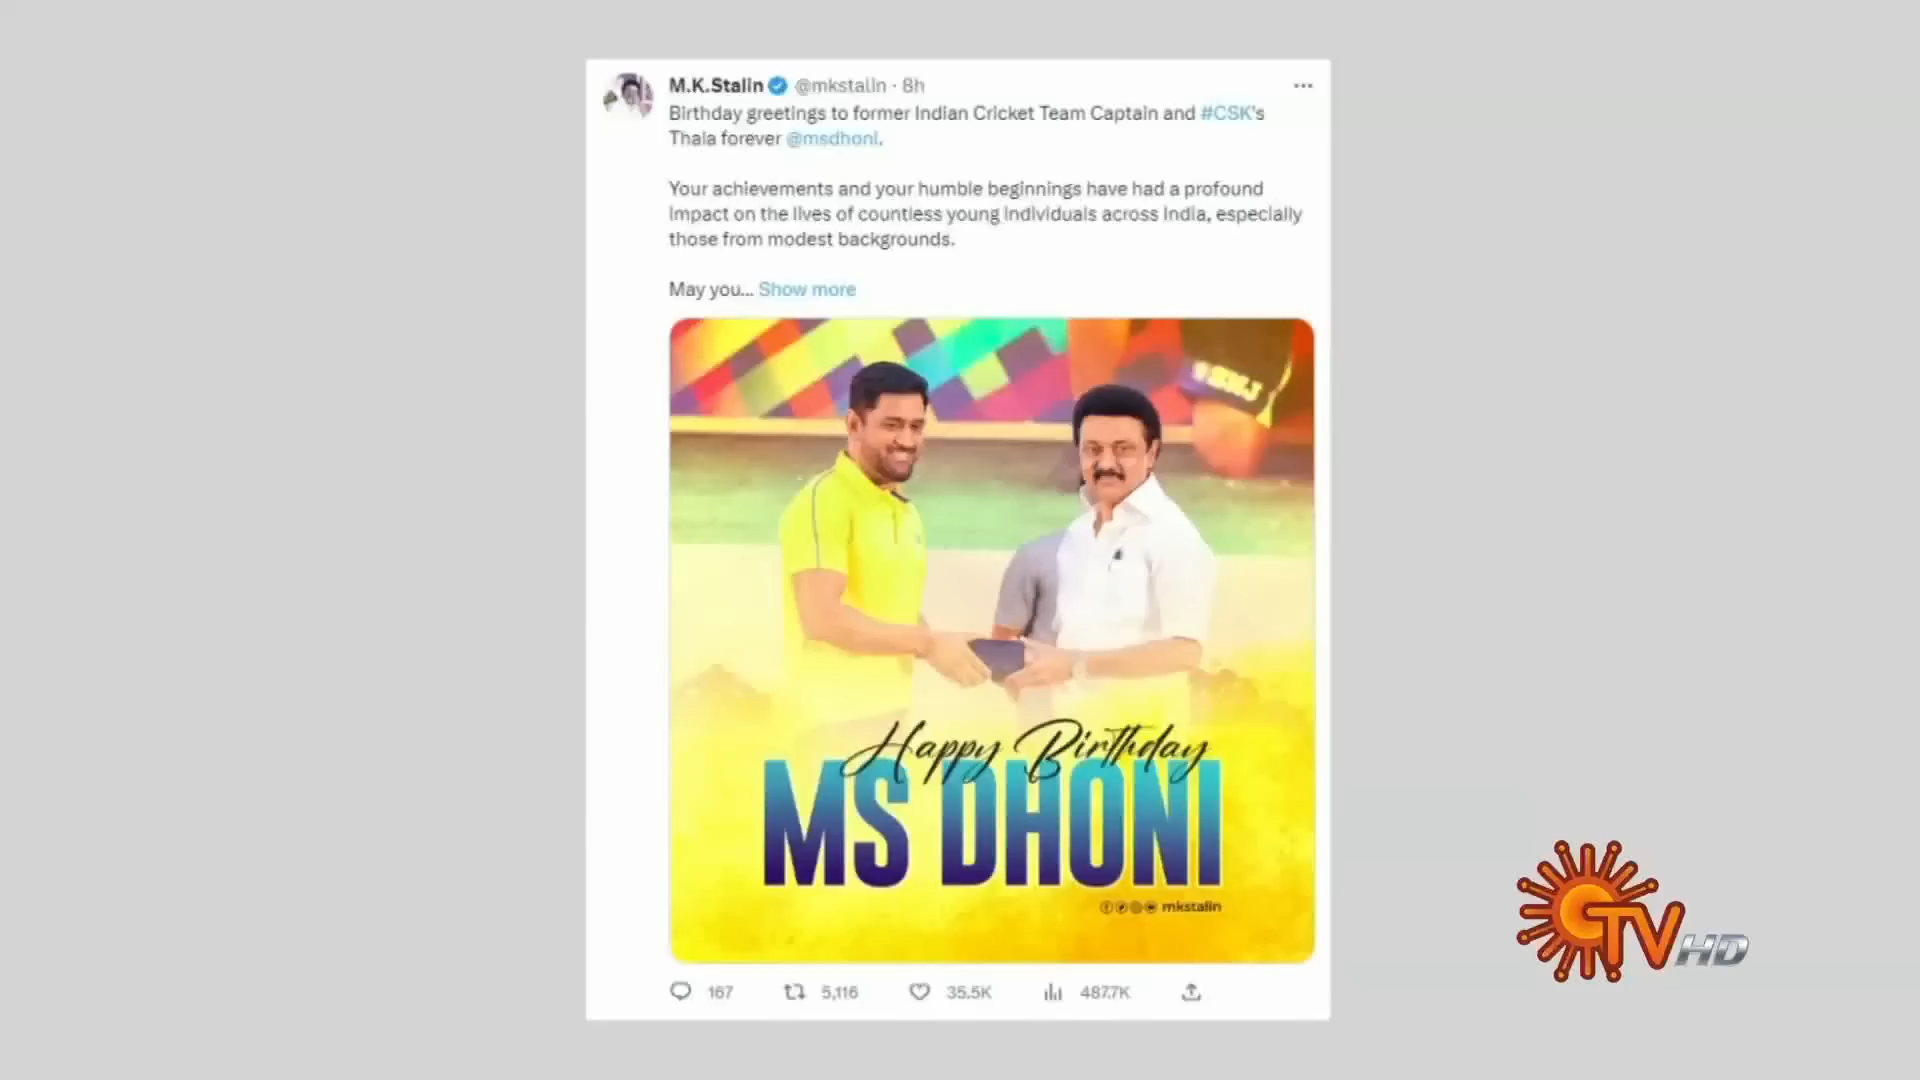 M.K.Stalin @mkstalin · 8h
Birthday greetings to former Indian Cricket Team Captain and #CSK's
Thala forever @msdhoni.
Your achievements and your humble beginnings have had a profound
impact on the lives of countless young individuals across India, especially
those from modest backgrounds.
May you... Show more
Happy Birthday
MS DHONI
mkstalin
167 5,116 35.5K 487.7K
TV HD